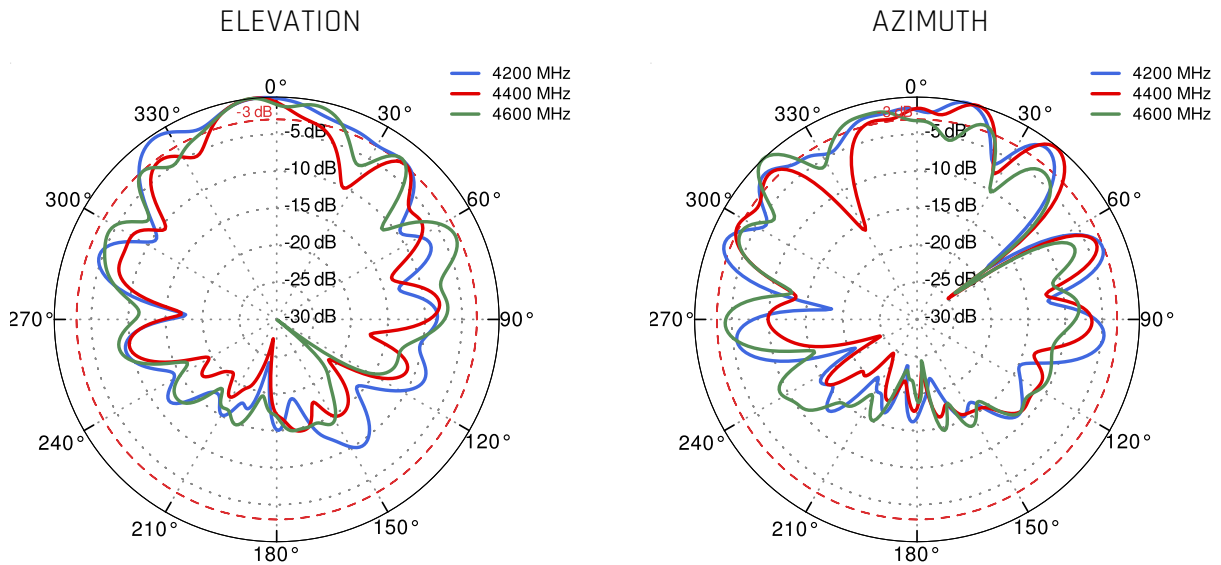 ELEVATION
4200 MHz
4400 MHz
4600 MHz
0°
30°
60°
90°
120°
150°
180°
210°
240°
270°
300°
330°
-3 dB
-5 dB
-10 dB
-15 dB
-20 dB
-25 dB
-30 dB
AZIMUTH
4200 MHz
4400 MHz
4600 MHz
0°
30°
60°
90°
120°
150°
180°
210°
240°
270°
300°
330°
-3 dB
-5 dB
-10 dB
-15 dB
-20 dB
-25 dB
-30 dB